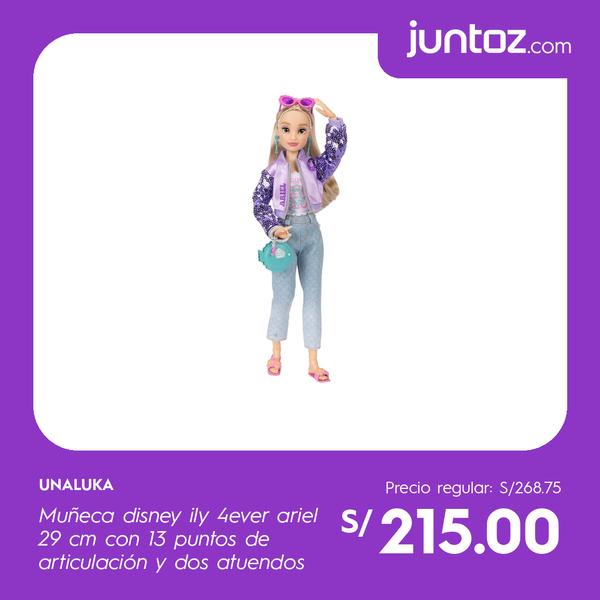 juntoz.com
ARIEL
UNALUKA
Muñeca disney ily 4ever ariel
29 cm con 13 puntos de
articulación y dos atuendos
Precio regular: S/268.75
S/215.00